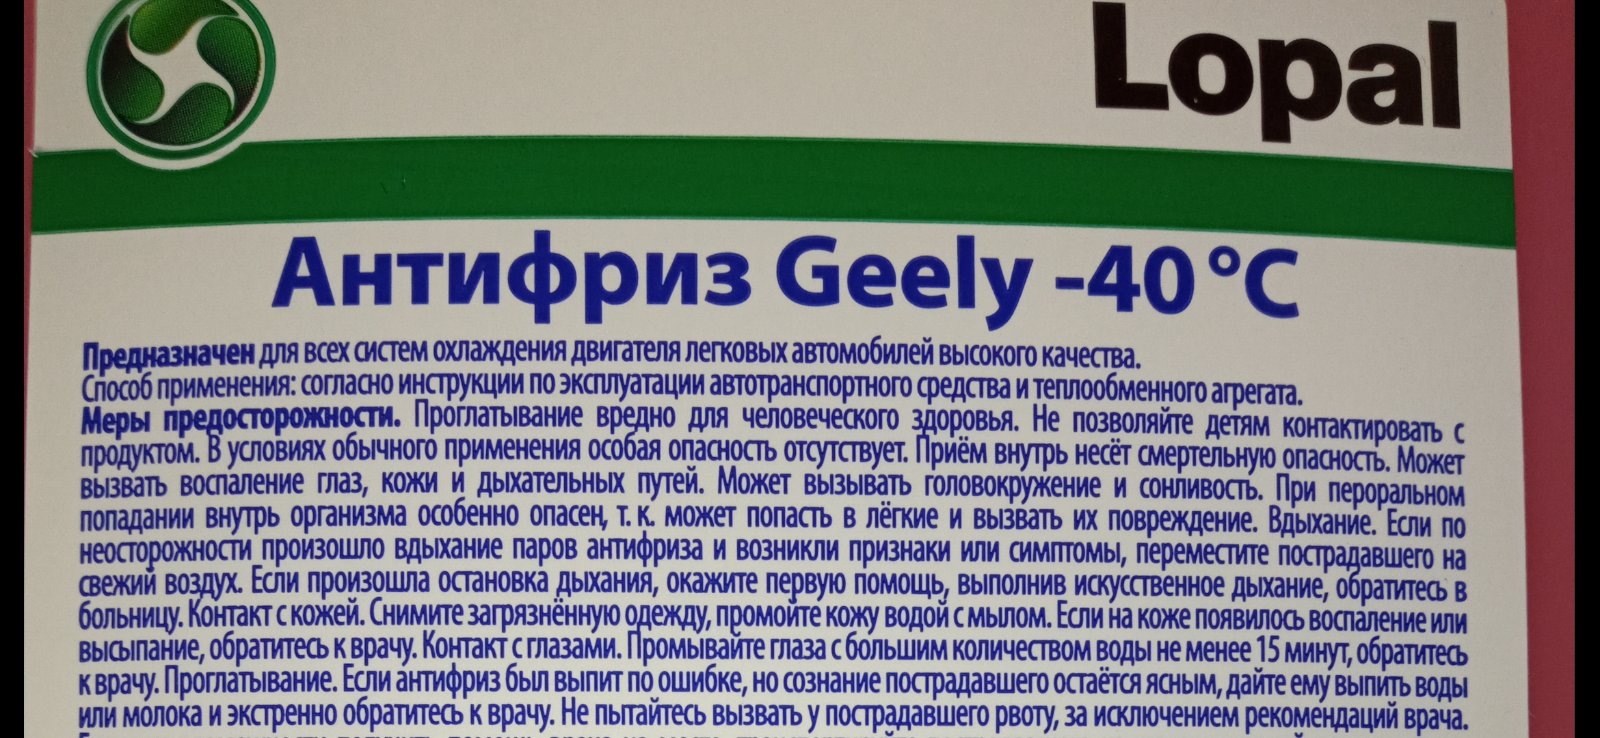 Lopal
Антифриз Geely -40 °C
Предназначен для всех систем охлаждения двигателя легковых автомобилей высокого качества.
Способ применения: согласно инструкции по эксплуатации автотранспортного средства и теплообменного агрегата.
Меры предосторожности. Проглатывание вредно для человеческого здоровья. Не позволяйте детям контактировать с
продуктом. В условиях обычного применения особая опасность отсутствует. Приём внутрь несёт смертельную опасность. Может
вызвать воспаление глаз, кожи и дыхательных путей. Может вызывать головокружение и сонливость. При пероральном
попадании внутрь организма особенно опасен, т. к. может попасть в лёгкие и вызвать их повреждение. Вдыхание. Если по
неосторожности произошло вдыхание паров антифриза и возникли признаки или симптомы, переместите пострадавшего на
свежий воздух. Если произошла остановка дыхания, окажите первую помощь, выполнив искусственное дыхание, обратитесь в
больницу. Контакт с кожей. Снимите загрязнённую одежду, промойте кожу водой с мылом. Если на коже появилось воспаление или
высыпание, обратитесь к врачу. Контакт с глазами. Промывайте глаза с большим количеством воды не менее 15 минут, обратитесь
к врачу. Проглатывание. Если антифриз был выпит по ошибке, но сознание пострадавшего остаётся ясным, дайте ему выпить воды
или молока и экстренно обратитесь к врачу. Не пытайтесь вызвать у пострадавшего рвоту, за исключением рекомендаций врача.